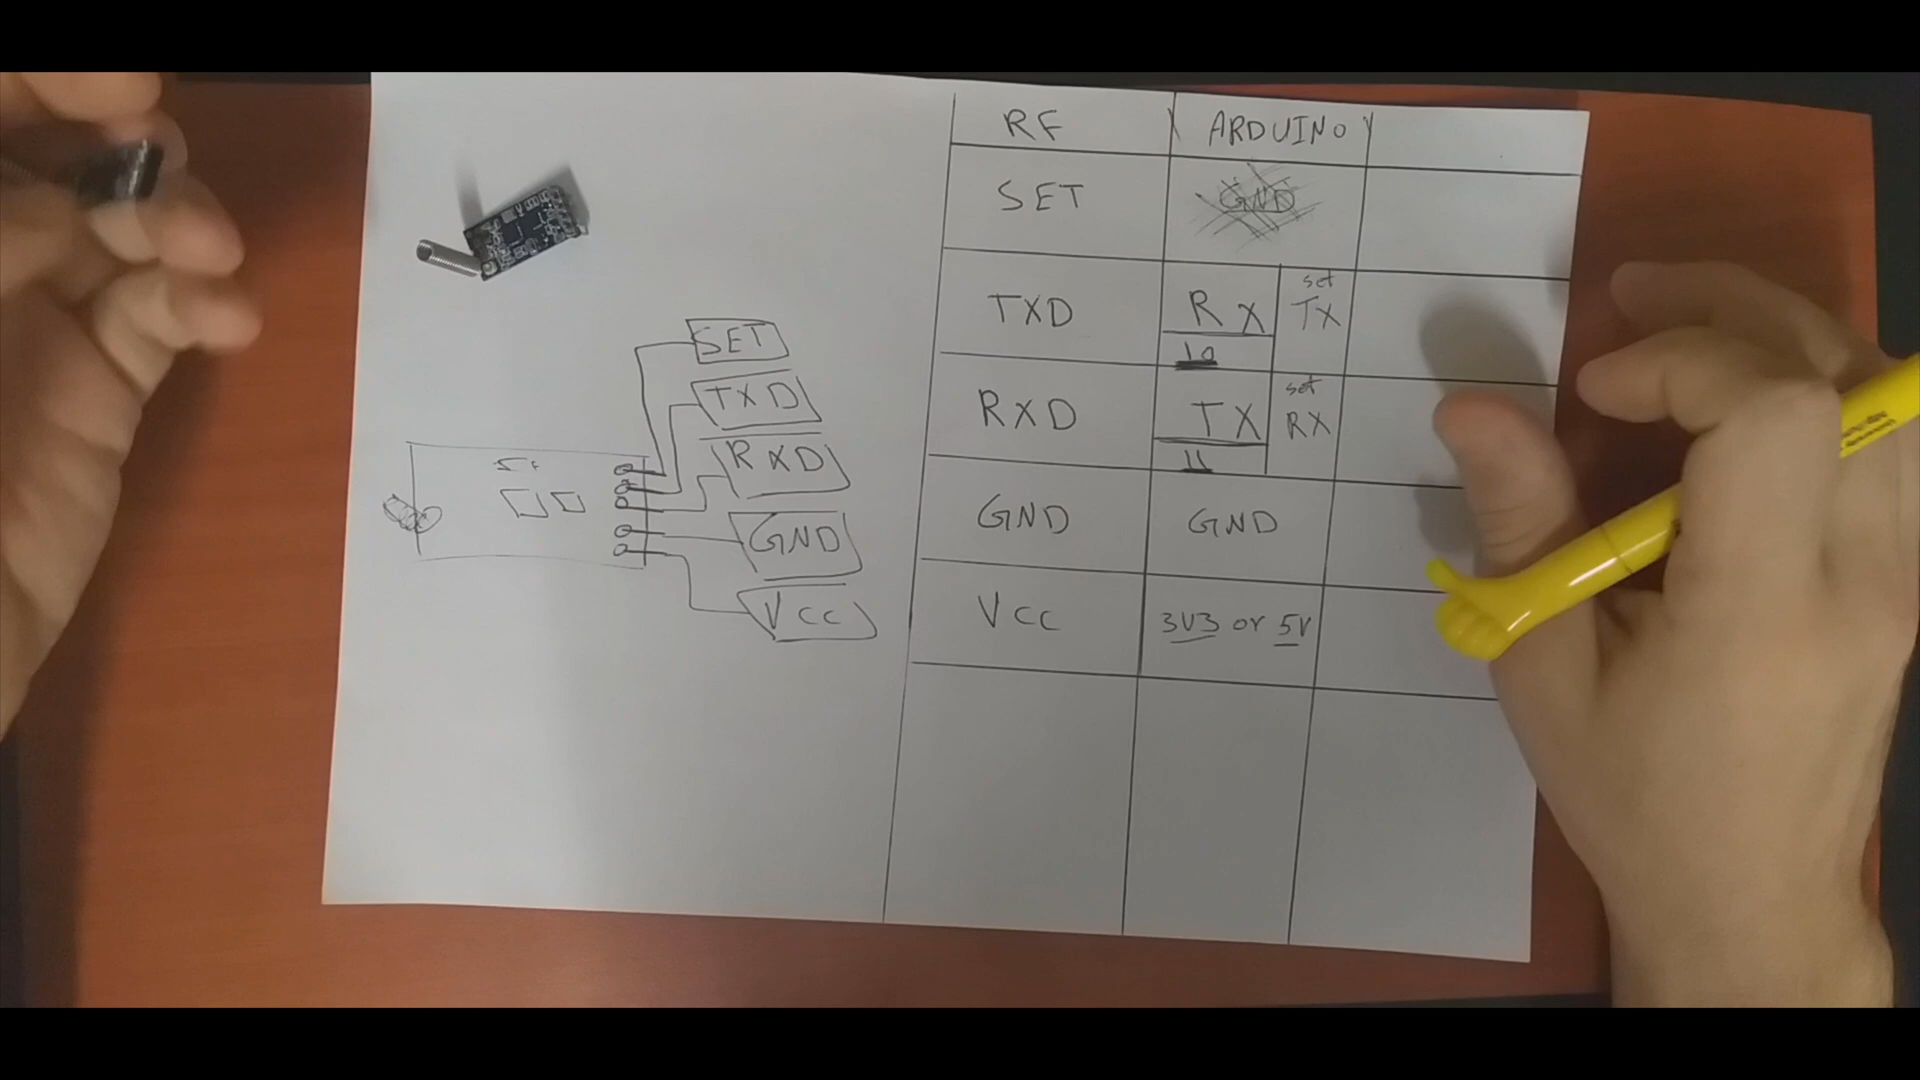 SET
TXD
RXD
GND
VCC
RF ARDUINO
SET GND
TXD RX set TX
10
RXD TX set RX
11
GND GND
VCC 3V3 or 5V